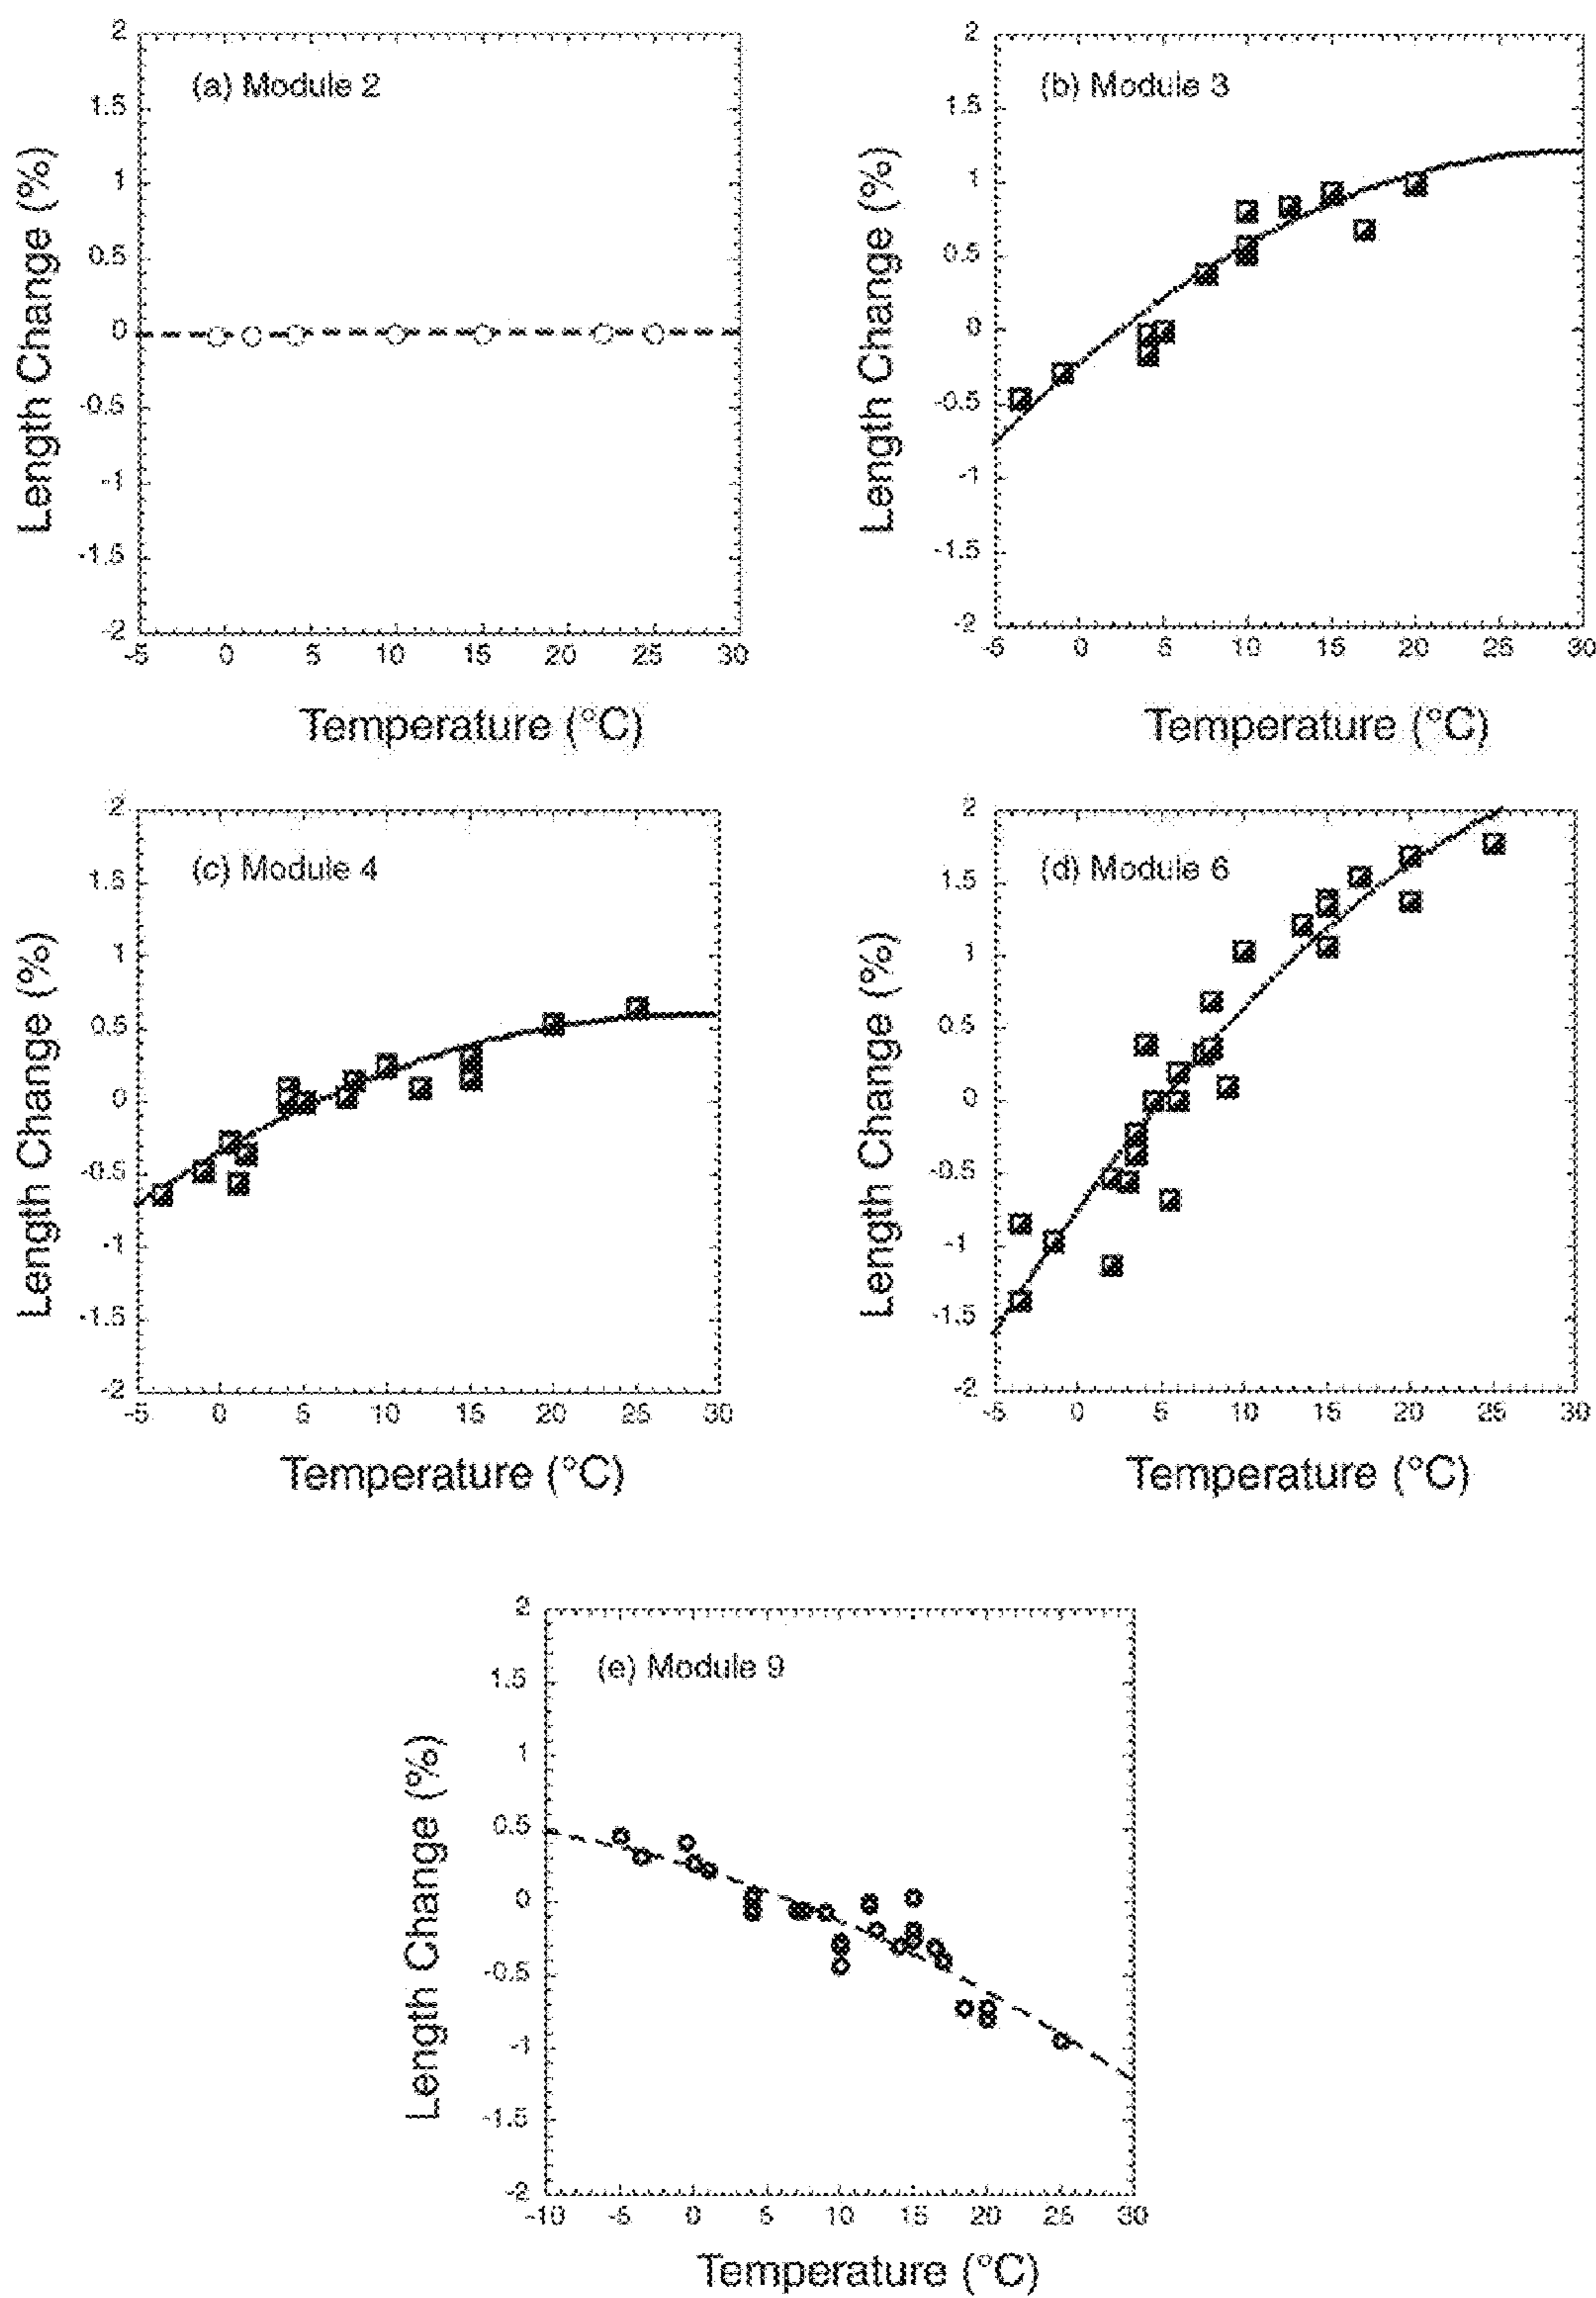 (a) Module 2
Length Change (%)
2
1.5
1
0.5
0
-0.5
-1
-1.5
-2
-5 0 5 10 15 20 25 30
Temperature (°C)
(b) Module 3
Length Change (%)
2
1.5
1
0.5
0
-0.5
-1
-1.5
-2
-5 0 5 10 15 20 25 30
Temperature (°C)
(c) Module 4
Length Change (%)
2
1.5
1
0.5
0
-0.5
-1
-1.5
-2
-5 0 5 10 15 20 25 30
Temperature (°C)
(d) Module 6
Length Change (%)
2
1.5
1
0.5
0
-0.5
-1
-1.5
-2
-5 0 5 10 15 20 25 30
Temperature (°C)
(e) Module 9
Length Change (%)
2
1.5
1
0.5
0
-0.5
-1
-1.5
-2
-10 -5 0 5 10 15 20 25 30
Temperature (°C)